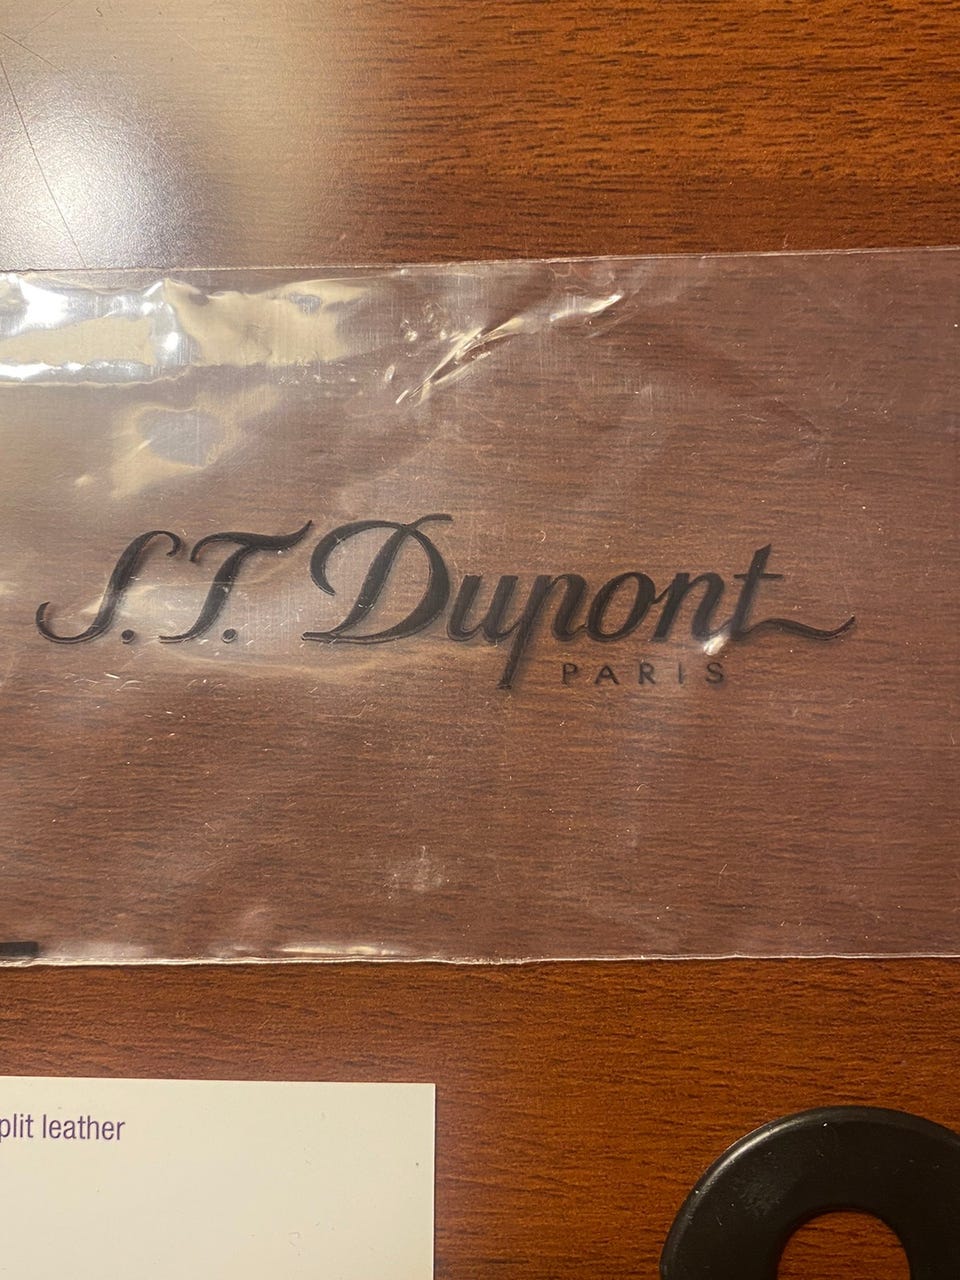 S.T. Dupont
PARIS
plit leather